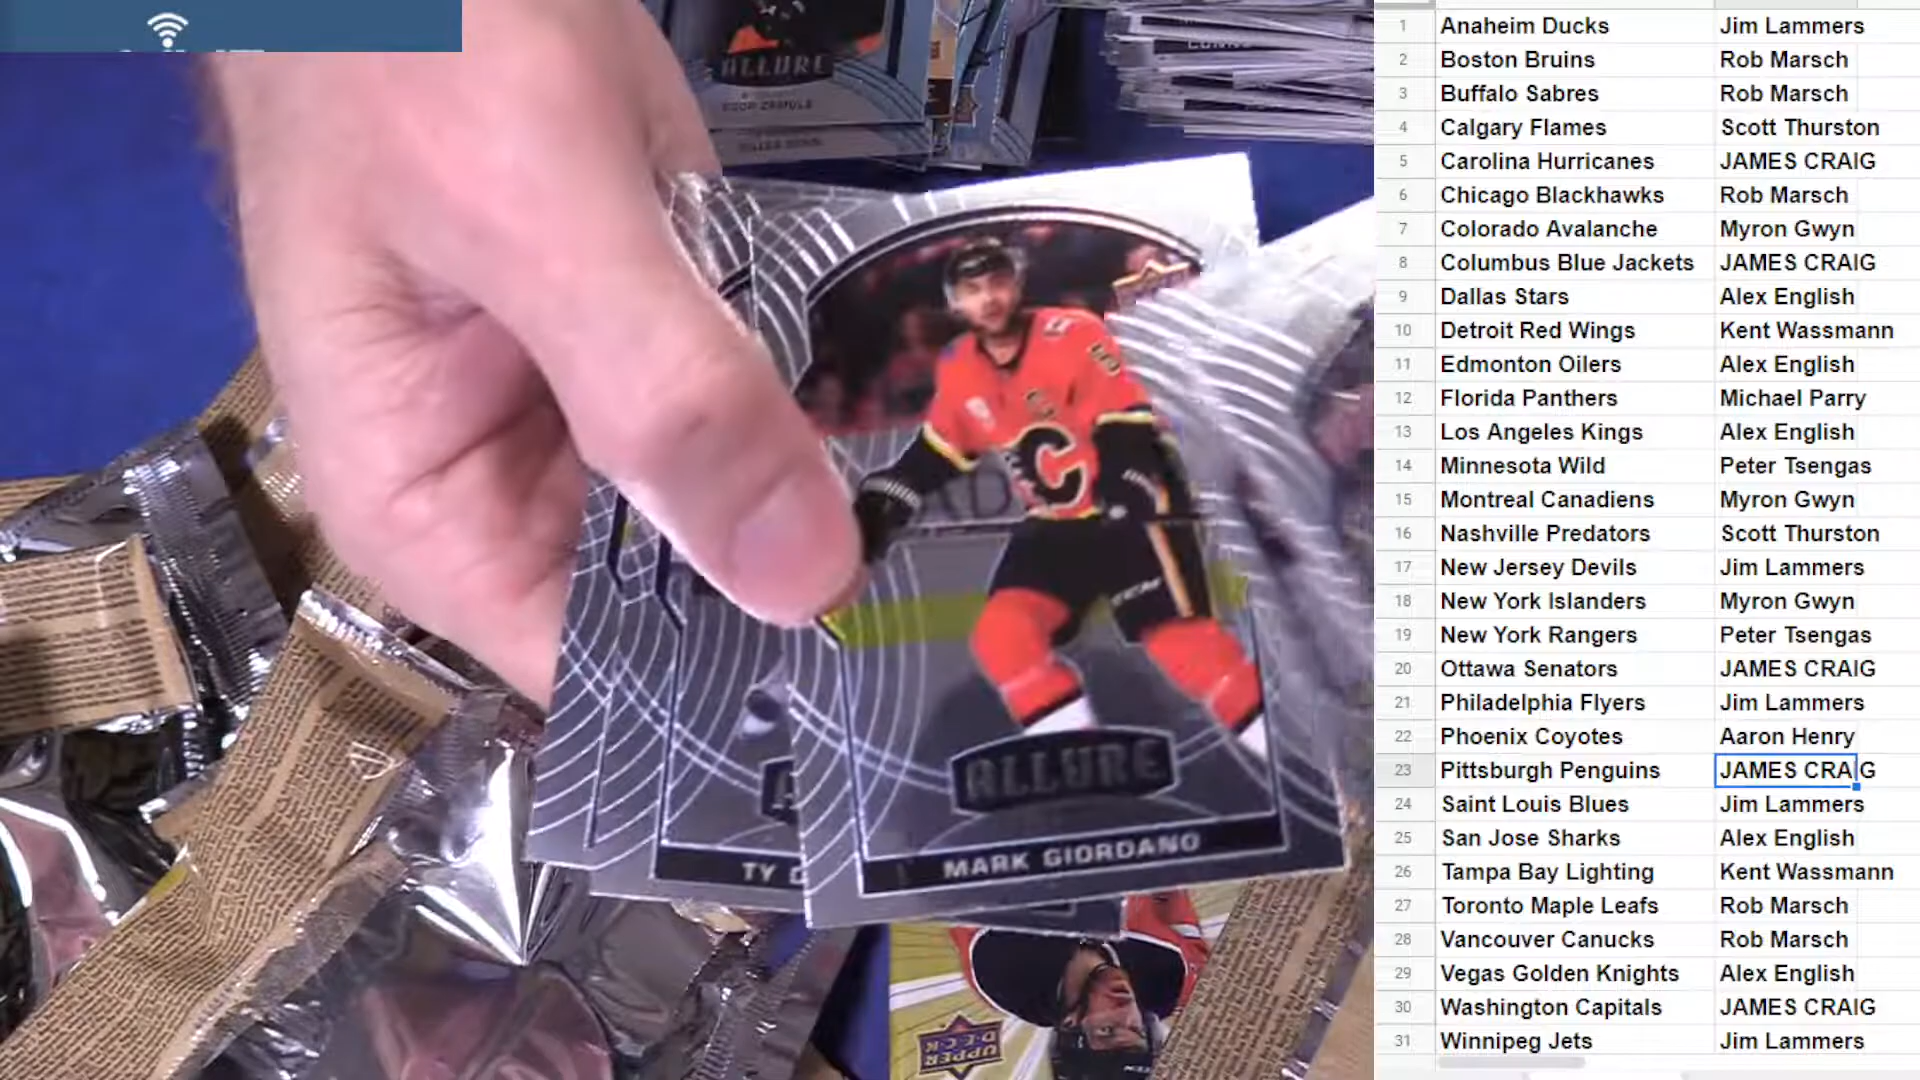 ALLURE
EGOR ZAMULA
ALLURE
TY
MARK GIORDANO
UPPER
DECK
1 Anaheim Ducks Jim Lammers
2 Boston Bruins Rob Marsch
3 Buffalo Sabres Rob Marsch
4 Calgary Flames Scott Thurston
5 Carolina Hurricanes JAMES CRAIG
6 Chicago Blackhawks Rob Marsch
7 Colorado Avalanche Myron Gwyn
8 Columbus Blue Jackets JAMES CRAIG
9 Dallas Stars Alex English
10 Detroit Red Wings Kent Wassmann
11 Edmonton Oilers Alex English
12 Florida Panthers Michael Parry
13 Los Angeles Kings Alex English
14 Minnesota Wild Peter Tsengas
15 Montreal Canadiens Myron Gwyn
16 Nashville Predators Scott Thurston
17 New Jersey Devils Jim Lammers
18 New York Islanders Myron Gwyn
19 New York Rangers Peter Tsengas
20 Ottawa Senators JAMES CRAIG
21 Philadelphia Flyers Jim Lammers
22 Phoenix Coyotes Aaron Henry
23 Pittsburgh Penguins JAMES CRAIG
24 Saint Louis Blues Jim Lammers
25 San Jose Sharks Alex English
26 Tampa Bay Lighting Kent Wassmann
27 Toronto Maple Leafs Rob Marsch
28 Vancouver Canucks Rob Marsch
29 Vegas Golden Knights Alex English
30 Washington Capitals JAMES CRAIG
31 Winnipeg Jets Jim Lammers